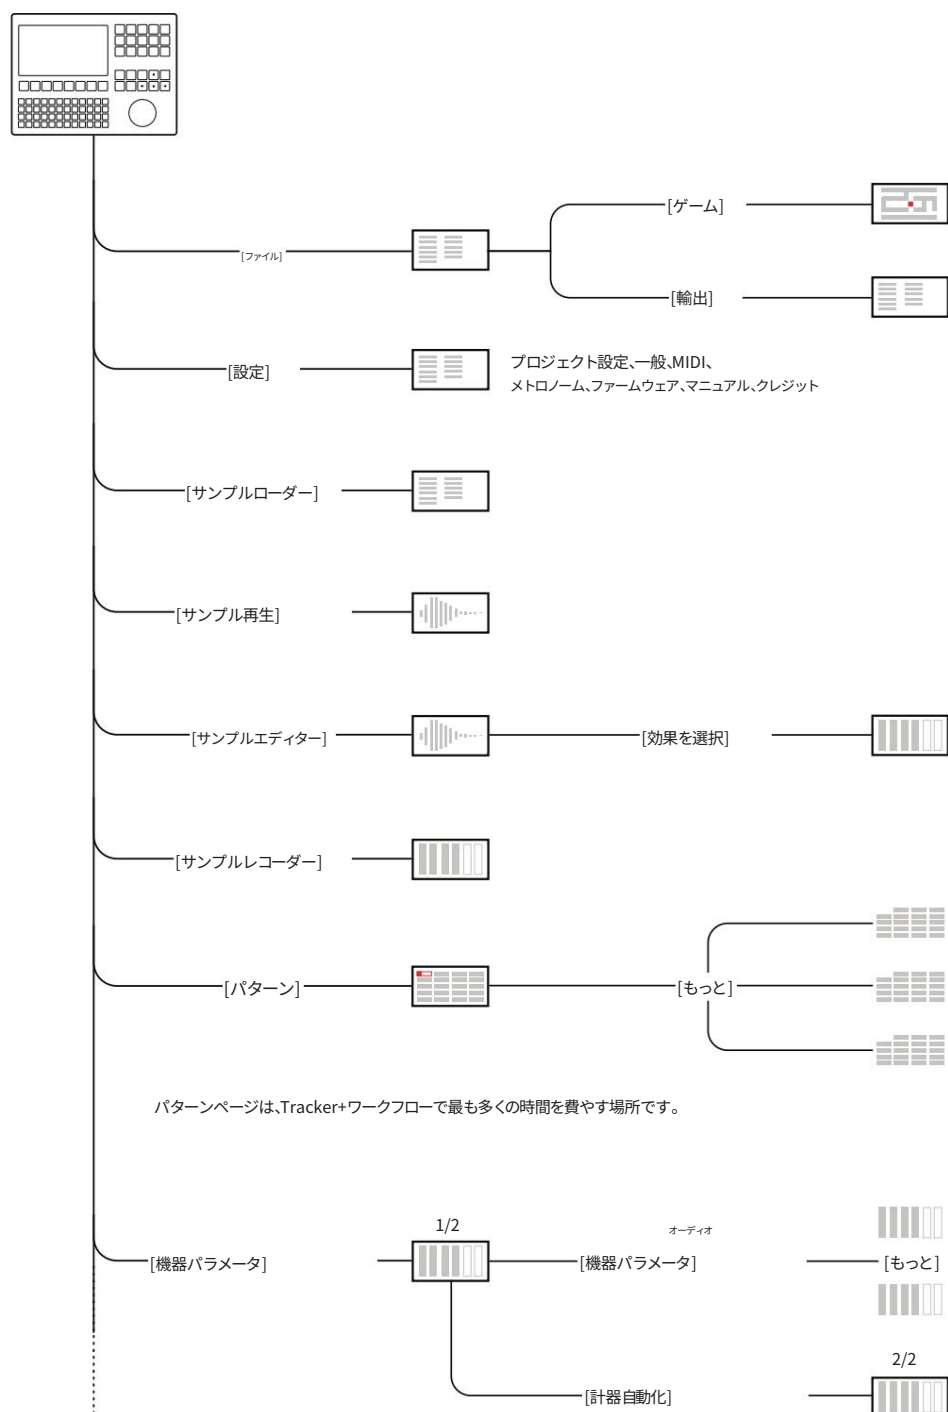 [ゲーム]
[ファイル]
[輸出]
[設定]
プロジェクト設定、一般、MIDI、
メトロノーム、ファームウェア、マニュアル、クレジット
[サンプルローダー]
[サンプル再生]
[サンプルエディター]
[効果を選択]
[サンプルレコーダー]
[パターン]
[もっと]
パターンページは、Tracker+ワークフローで最も多くの時間を費やす場所です。
1/2
オーディオ
[機器パラメータ]
[機器パラメータ]
[もっと]
2/2
[計器自動化]